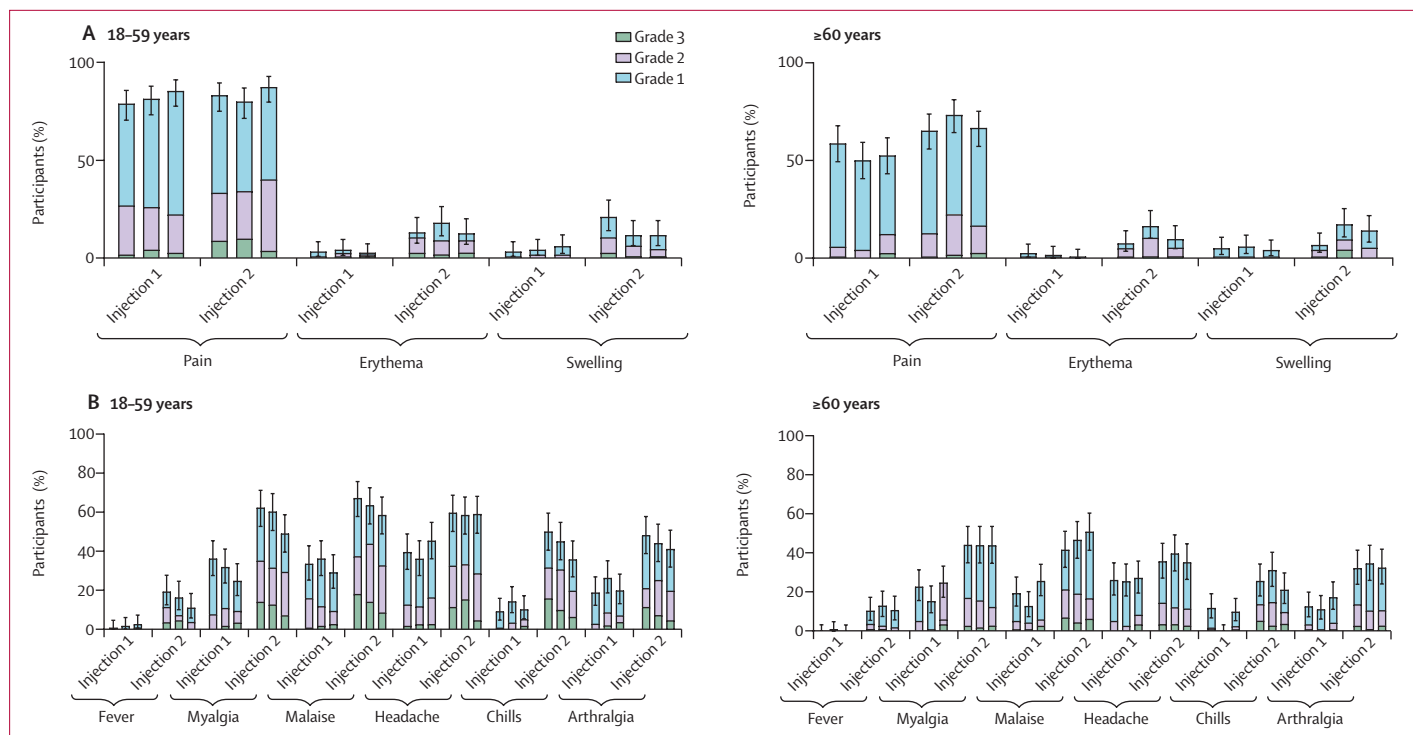 A 18–59 years
Grade 3
Grade 2
Grade 1
100
50
0
Participants (%)
Injection 1
Injection 2
Injection 1
Injection 2
Injection 1
Injection 2
Pain
Erythema
Swelling
≥60 years
100
50
0
Participants (%)
Injection 1
Injection 2
Injection 1
Injection 2
Injection 1
Injection 2
Pain
Erythema
Swelling
B 18–59 years
100
80
60
40
20
0
Participants (%)
Injection 1
Injection 2
Injection 1
Injection 2
Injection 1
Injection 2
Injection 1
Injection 2
Injection 1
Injection 2
Injection 1
Injection 2
Fever
Myalgia
Malaise
Headache
Chills
Arthralgia
≥60 years
100
80
60
40
20
0
Participants (%)
Injection 1
Injection 2
Injection 1
Injection 2
Injection 1
Injection 2
Injection 1
Injection 2
Injection 1
Injection 2
Injection 1
Injection 2
Fever
Myalgia
Malaise
Headache
Chills
Arthralgia